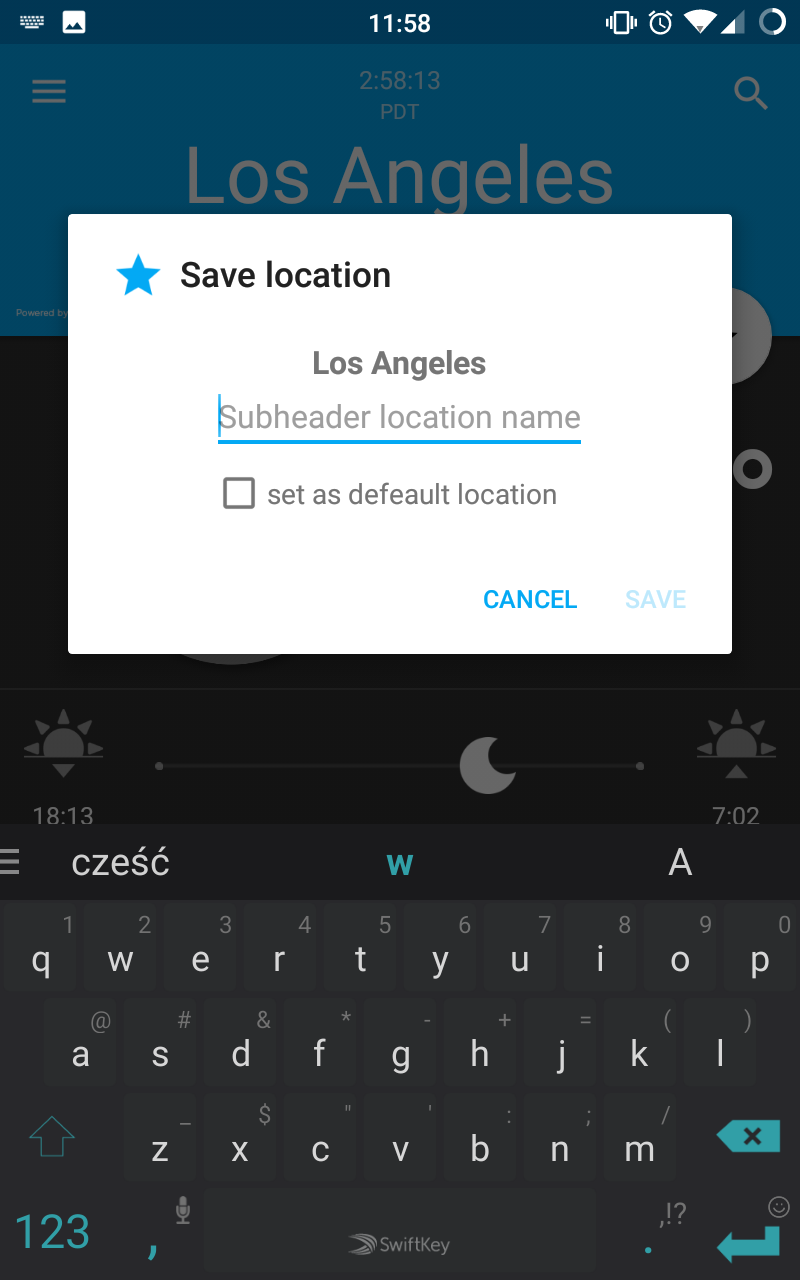 11:58
2:58:13
PDT
Los Angeles
Powered by
Save location
Los Angeles
Subheader location name
set as defeault location
CANCEL SAVE
18:13 7:02
cześć w A
1 2 3 4 5 6 7 8 9 0
q w e r t y u i o p
@ # & * - + = ( )
a s d f g h j k l
_ $ " ' : ; /
z x c v b n m
123 , SwiftKey . ,!?